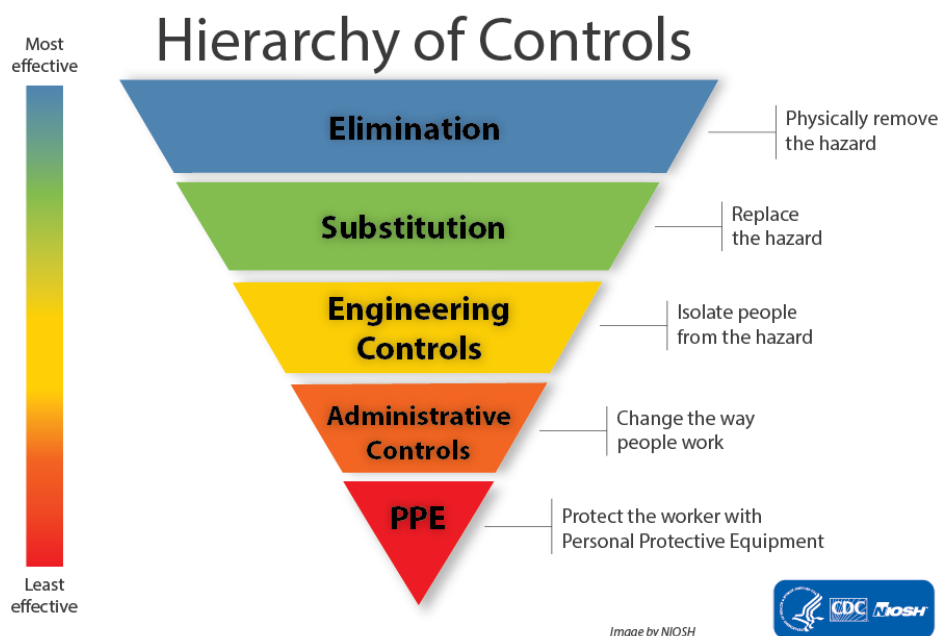 Hierarchy of Controls
Most
effective
Elimination
Physically remove
the hazard
Substitution
Replace
the hazard
Engineering
Controls
Isolate people
from the hazard
Administrative
Controls
Change the way
people work
PPE
Protect the worker with
Personal Protective Equipment
Least
effective
CDC NIOSH
Image by NIOSH